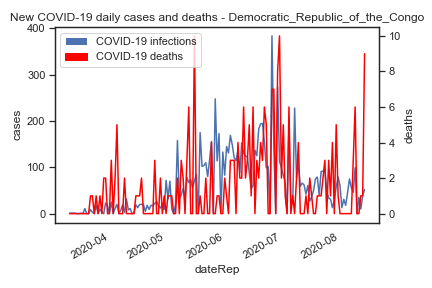 New COVID-19 daily cases and deaths - Democratic_Republic_of_the_Congo
COVID-19 infections
COVID-19 deaths
400
300
200
100
0
cases
10
8
6
4
2
0
deaths
2020-04
2020-05
2020-06
2020-07
2020-08
dateRep